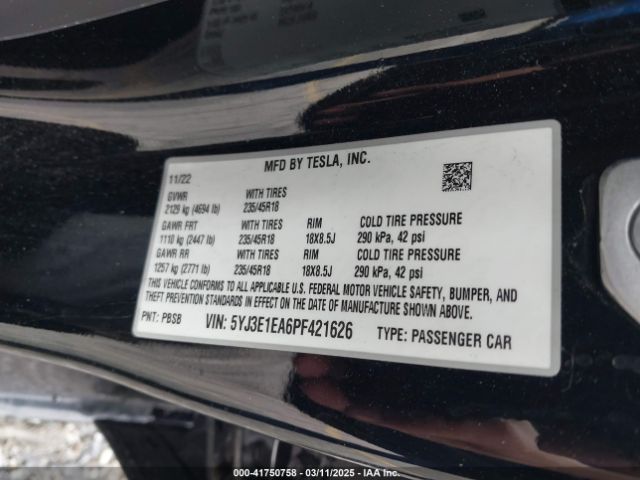 MFD BY TESLA, INC.
11/22
GVWR WITH TIRES
2129 kg (4694 lb) 235/45R18
GAWR FRT WITH TIRES RIM COLD TIRE PRESSURE
1110 kg (2447 lb) 235/45R18 18X8.5J 290 kPa, 42 psi
GAWR RR WITH TIRES RIM COLD TIRE PRESSURE
1257 kg (2771 lb) 235/45R18 18X8.5J 290 kPa, 42 psi
THIS VEHICLE CONFORMS TO ALL APPLICABLE U.S. FEDERAL MOTOR VEHICLE SAFETY, BUMPER, AND
THEFT PREVENTION STANDARDS IN EFFECT ON THE DATE OF MANUFACTURE SHOWN ABOVE.
PNT: PBSB VIN: 5YJ3E1EA6PF421626 TYPE: PASSENGER CAR
000-41750758 - 03/11/2025 - IAA Inc.